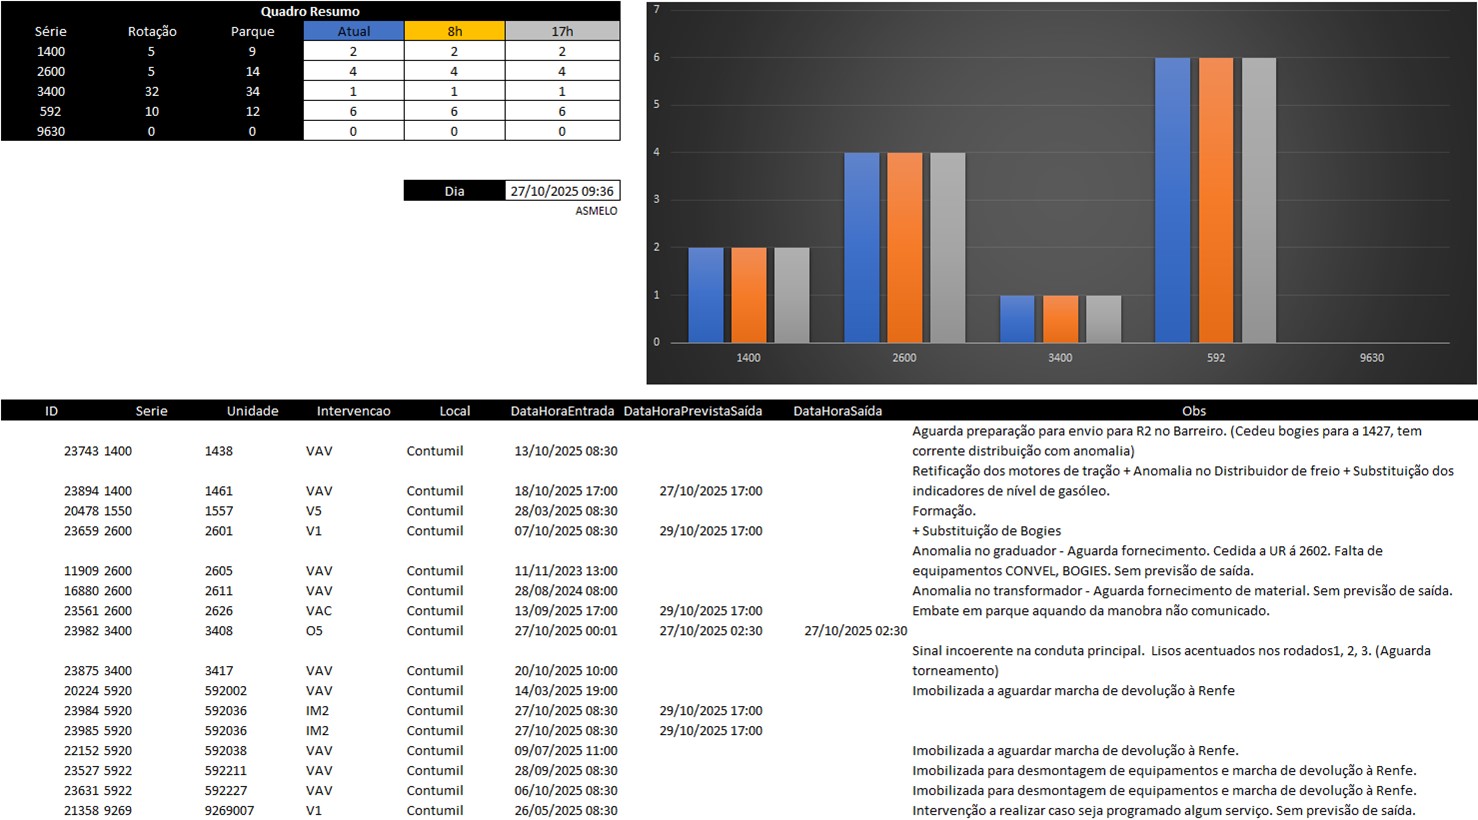 Quadro Resumo
Série Rotação Parque Atual 8h 17h
1400 5 9 2 2 2
2600 5 14 4 4 4
3400 32 34 1 1 1
592 10 12 6 6 6
9630 0 0 0 0 0
Dia 27/10/2025 09:36
ASMELO
7
6
5
4
3
2
1
0
1400 2600 3400 592 9630
ID Serie Unidade Intervencao Local DataHoraEntrada DataHoraPrevistaSaída DataHoraSaída Obs
Aguarda preparação para envio para R2 no Barreiro. (Cedeu bogies para a 1427, tem
23743 1400 1438 VAV Contumil 13/10/2025 08:30 corrente distribuição com anomalia)
Retificação dos motores de tração + Anomalia no Distribuidor de freio + Substituição dos
23894 1400 1461 VAV Contumil 18/10/2025 17:00 27/10/2025 17:00 indicadores de nível de gasóleo.
20478 1550 1557 V5 Contumil 28/03/2025 08:30 Formação.
23659 2600 2601 V1 Contumil 07/10/2025 08:30 29/10/2025 17:00 + Substituição de Bogies
Anomalia no graduador - Aguarda fornecimento. Cedida a UR á 2602. Falta de
11909 2600 2605 VAV Contumil 11/11/2023 13:00 equipamentos CONVEL, BOGIES. Sem previsão de saída.
16880 2600 2611 VAV Contumil 28/08/2024 08:00 Anomalia no transformador - Aguarda fornecimento de material. Sem previsão de saída.
23561 2600 2626 VAC Contumil 13/09/2025 17:00 29/10/2025 17:00 Embate em parque aquando da manobra não comunicado.
23982 3400 3408 O5 Contumil 27/10/2025 00:01 27/10/2025 02:30 27/10/2025 02:30
Sinal incoerente na conduta principal.  Lisos acentuados nos rodados1, 2, 3. (Aguarda
23875 3400 3417 VAV Contumil 20/10/2025 10:00 torneamento)
20224 5920 592002 VAV Contumil 14/03/2025 19:00 Imobilizada a aguardar marcha de devolução à Renfe
23984 5920 592036 IM2 Contumil 27/10/2025 08:30 29/10/2025 17:00
23985 5920 592036 IM2 Contumil 27/10/2025 08:30 29/10/2025 17:00
22152 5920 592038 VAV Contumil 09/07/2025 11:00 Imobilizada a aguardar marcha de devolução à Renfe.
23527 5922 592211 VAV Contumil 28/09/2025 08:30 Imobilizada para desmontagem de equipamentos e marcha de devolução à Renfe.
23631 5922 592227 VAV Contumil 06/10/2025 08:30 Imobilizada para desmontagem de equipamentos e marcha de devolução à Renfe.
21358 9269 9269007 V1 Contumil 26/05/2025 08:30 Intervenção a realizar caso seja programado algum serviço. Sem previsão de saída.